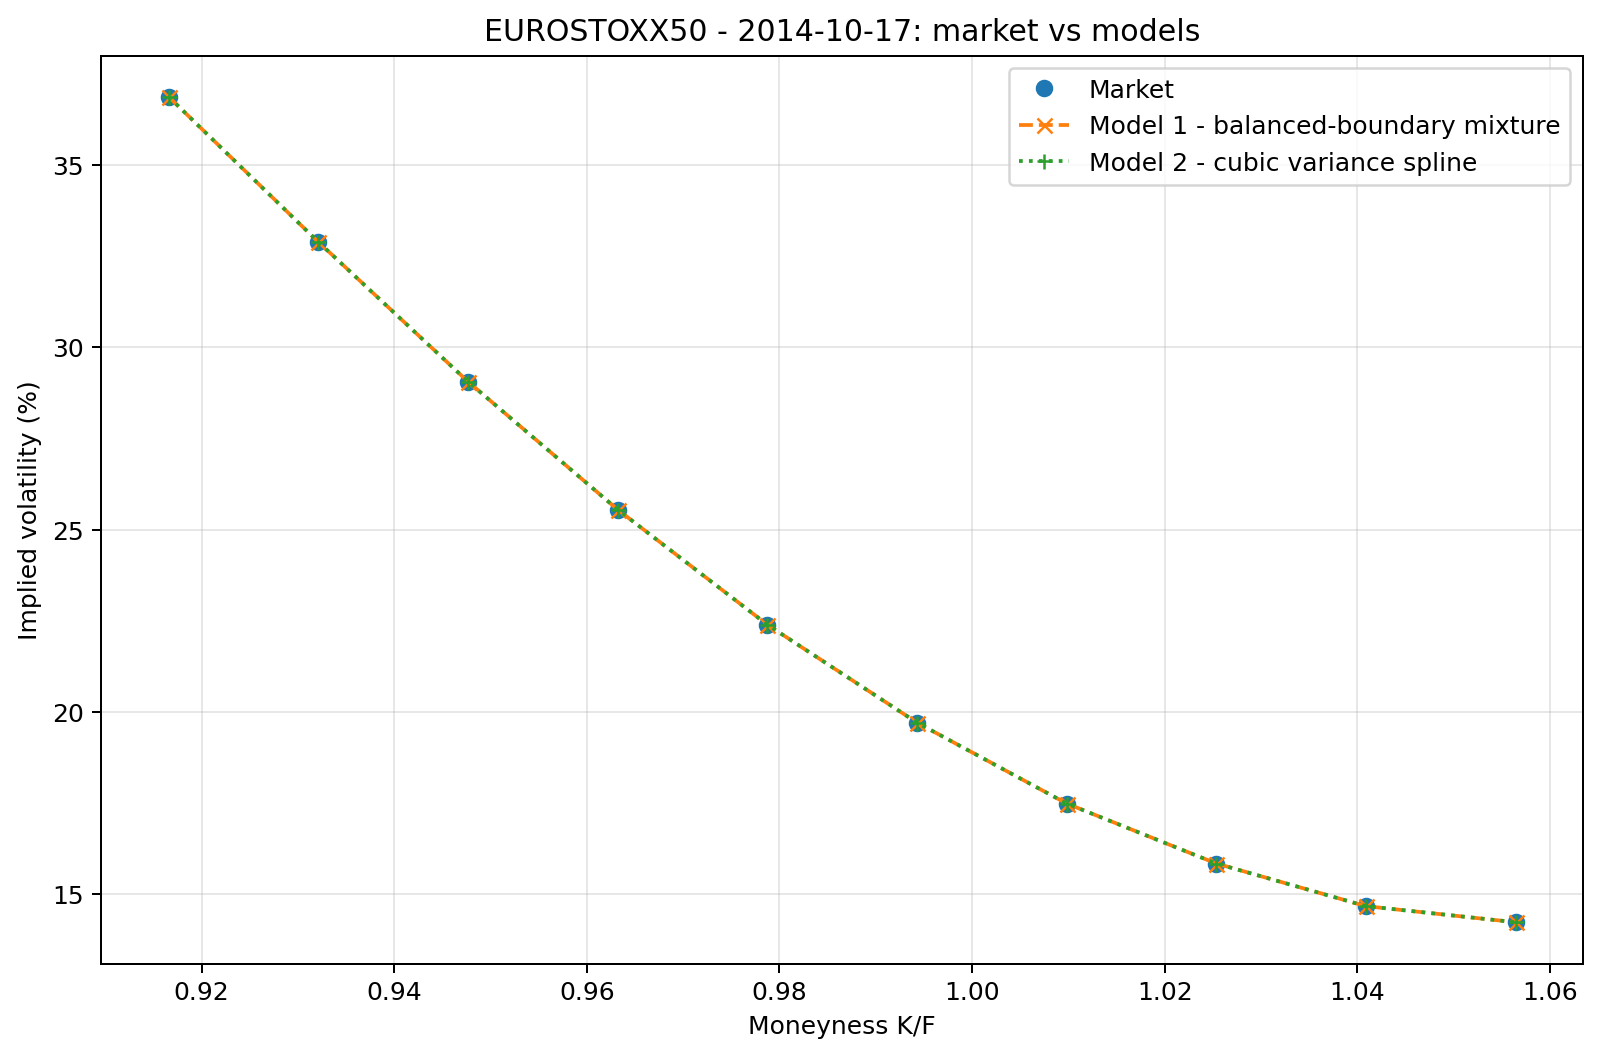 EUROSTOXX50 - 2014-10-17: market vs models
Market
Model 1 - balanced-boundary mixture
Model 2 - cubic variance spline
Implied volatility (%)
35
30
25
20
15
0.92 0.94 0.96 0.98 1.00 1.02 1.04 1.06
Moneyness K/F